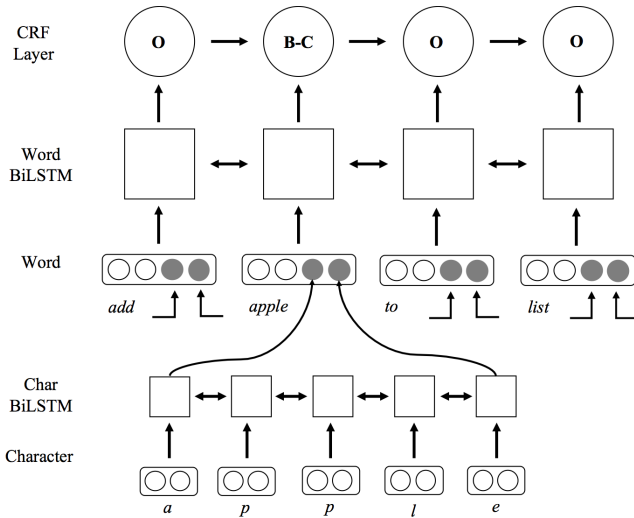 CRF
Layer
O
B-C
O
O
Word
BiLSTM
Word
add
apple
to
list
Char
BiLSTM
Character
a
p
p
l
e